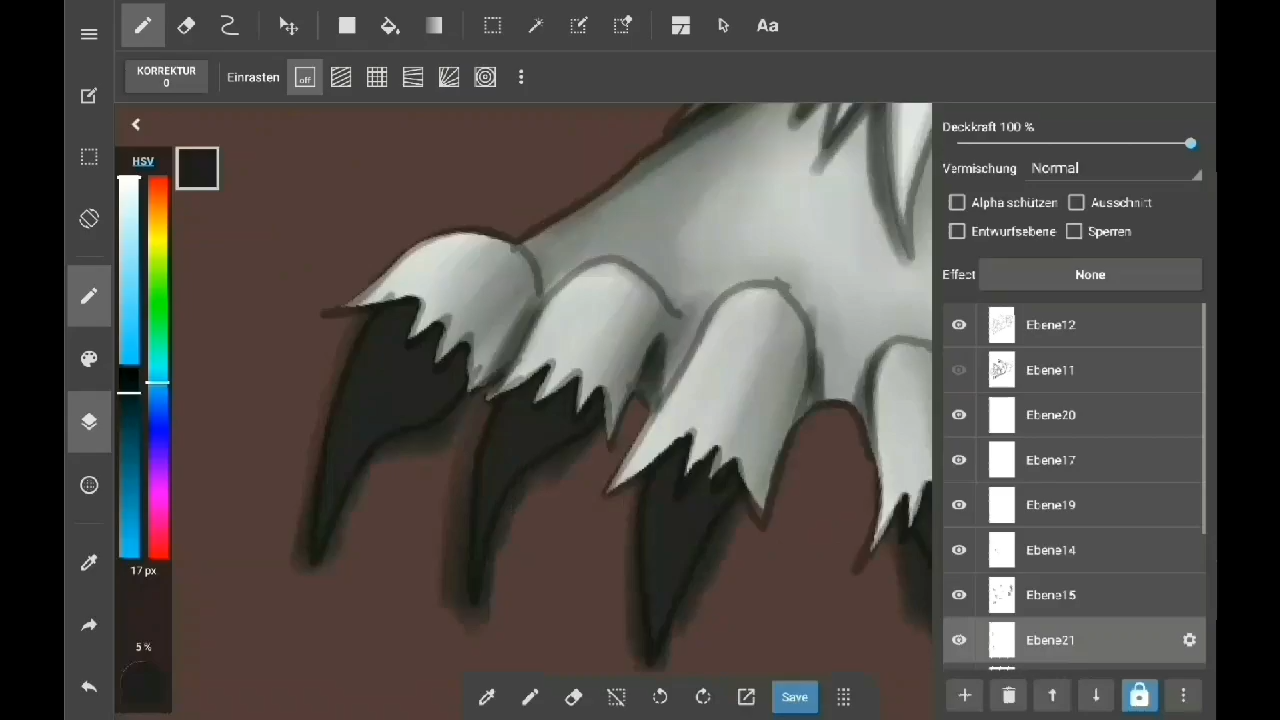 Aa
KORREKTUR
0
Einrasten
off
HSV
17 px
5 %
Deckkraft 100 %
Vermischung
Normal
Alpha schützen
Ausschnitt
Entwurfsebene
Sperren
Effect
None
Ebene12
Ebene11
Ebene20
Ebene17
Ebene19
Ebene14
Ebene15
Ebene21
Save